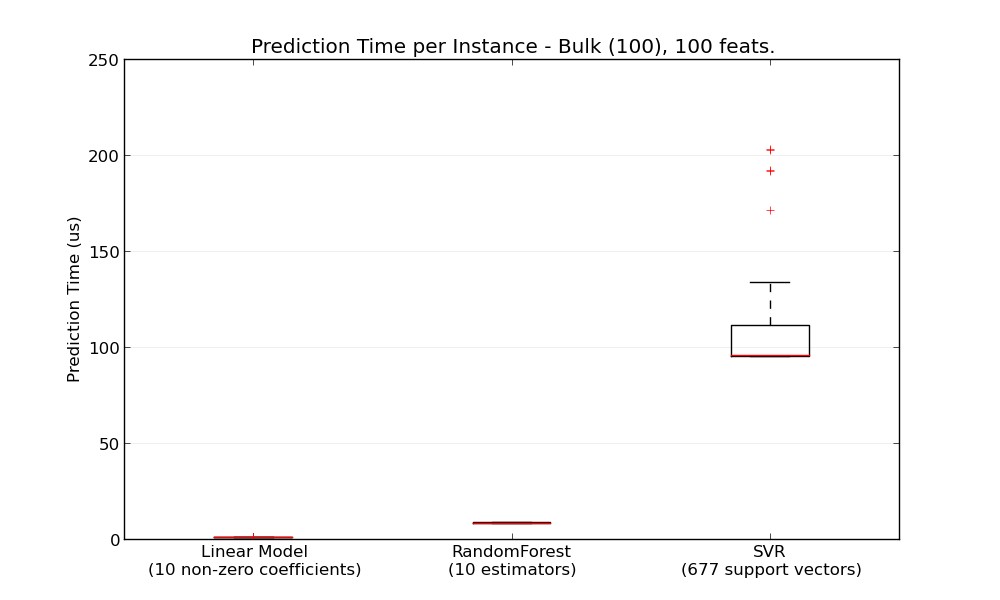 Prediction Time per Instance - Bulk (100), 100 feats.
250
200
150
100
50
0
Prediction Time (us)
Linear Model
(10 non-zero coefficients)
RandomForest
(10 estimators)
SVR
(677 support vectors)